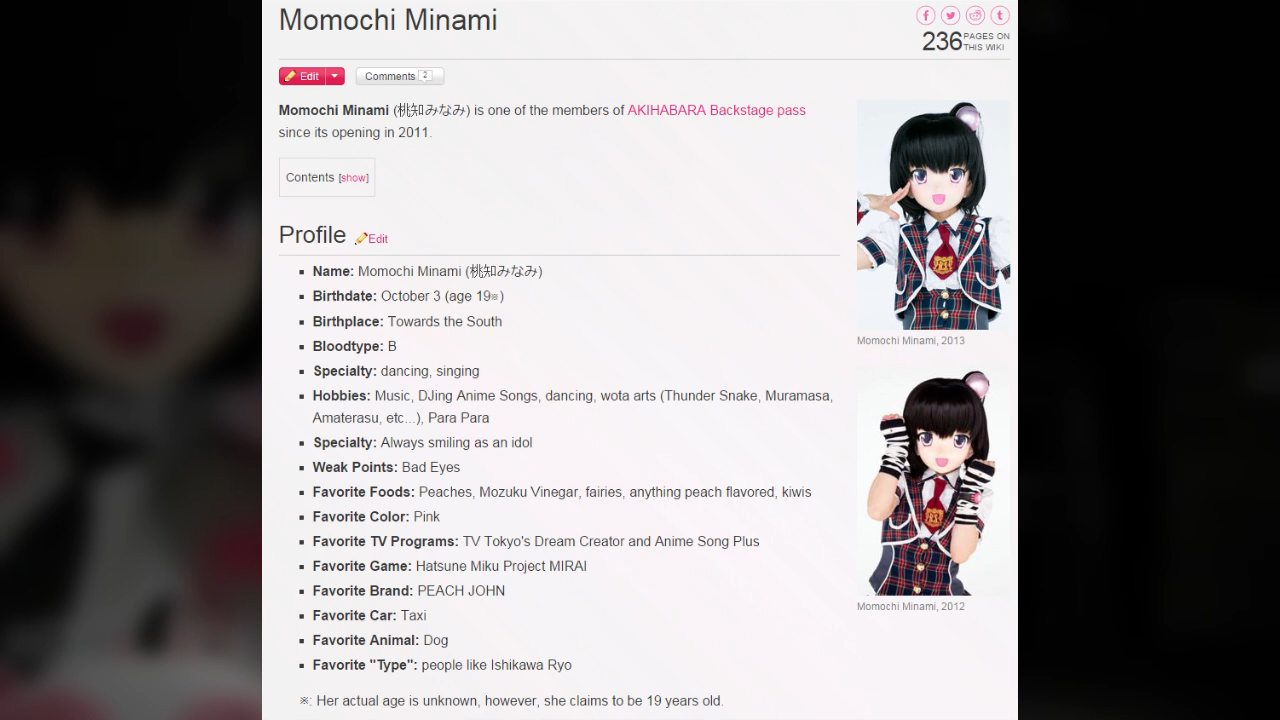 Momochi Minami
236 PAGES ON
THIS WIKI
Edit
Comments 2
Momochi Minami (桃知みなみ) is one of the members of AKIHABARA Backstage pass
since its opening in 2011.
Contents [show]
Profile Edit
Name: Momochi Minami (桃知みなみ)
Birthdate: October 3 (age 19※)
Birthplace: Towards the South
Bloodtype: B
Specialty: dancing, singing
Hobbies: Music, DJing Anime Songs, dancing, wota arts (Thunder Snake, Muramasa,
Amaterasu, etc...), Para Para
Specialty: Always smiling as an idol
Weak Points: Bad Eyes
Favorite Foods: Peaches, Mozuku Vinegar, fairies, anything peach flavored, kiwis
Favorite Color: Pink
Favorite TV Programs: TV Tokyo's Dream Creator and Anime Song Plus
Favorite Game: Hatsune Miku Project MIRAI
Favorite Brand: PEACH JOHN
Favorite Car: Taxi
Favorite Animal: Dog
Favorite "Type": people like Ishikawa Ryo
※: Her actual age is unknown, however, she claims to be 19 years old.
Momochi Minami, 2013
Momochi Minami, 2012